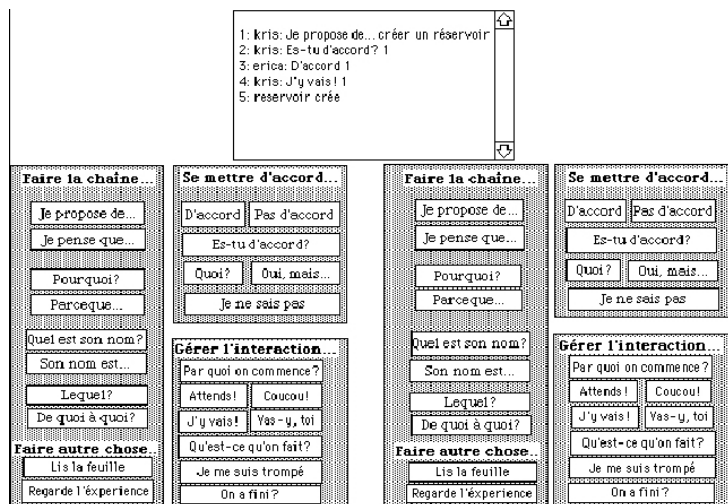 1: kris: Je propose de... créer un réservoir
2: kris: Es-tu d'accord? 1
3: erica: D'accord 1
4: kris: J'y vais! 1
5: reservoir crée
Faire la chaîne...
Je propose de...
Je pense que...
Pourquoi?
Parceque...
Quel est son nom?
Son nom est...
Lequel?
De quoi à quoi?
Faire autre chose..
Lis la feuille
Regarde l'éxperience
Se mettre d'accord...
D'accord Pas d'accord
Es-tu d'accord?
Quoi? Oui, mais...
Je ne sais pas
Gérer l'interaction...
Par quoi on commence?
Attends! Coucou!
J'y vais! Vas-y, toi
Qu'est-ce qu'on fait?
Je me suis trompé
On a fini?
Faire la chaîne...
Je propose de...
Je pense que...
Pourquoi?
Parceque...
Quel est son nom?
Son nom est...
Lequel?
De quoi à quoi?
Faire autre chose..
Lis la feuille
Regarde l'éxperience
Se mettre d'accord...
D'accord Pas d'accord
Es-tu d'accord?
Quoi? Oui, mais...
Je ne sais pas
Gérer l'interaction...
Par quoi on commence?
Attends! Coucou!
J'y vais! Vas-y, toi
Qu'est-ce qu'on fait?
Je me suis trompé
On a fini?